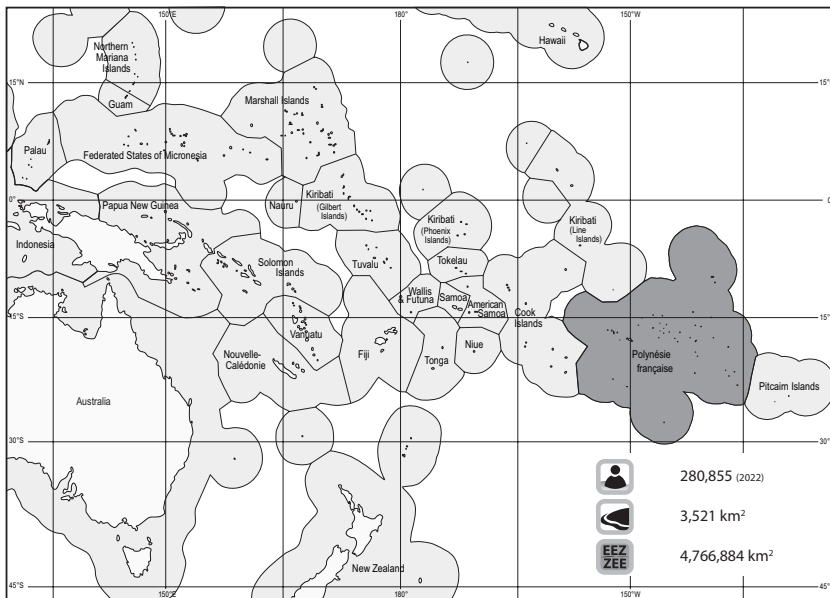 150°E
180°
150°W
Hawaii
Northern
Mariana
Islands
15°N
15°N
Guam
Marshall Islands
Palau
Federated States of Micronesia
0°
Papua New Guinea
Nauru
Kiribati
(Gilbert
Islands)
Kiribati
(Phoenix
Islands)
Kiribati
(Line
Islands)
Indonesia
Solomon
Islands
Tuvalu
Tokelau
Wallis
& Futuna
Samoa
American
Samoa
Cook
Islands
15°S
15°S
Vanuatu
Nouvelle-
Calédonie
Fiji
Tonga
Niue
Polynésie
française
Pitcairn Islands
Australia
30°S
30°S
280,855 (2022)
3,521 km²
EEZ
ZEE
4,766,884 km²
New Zealand
45°S
45°S
150°E
180°
150°W